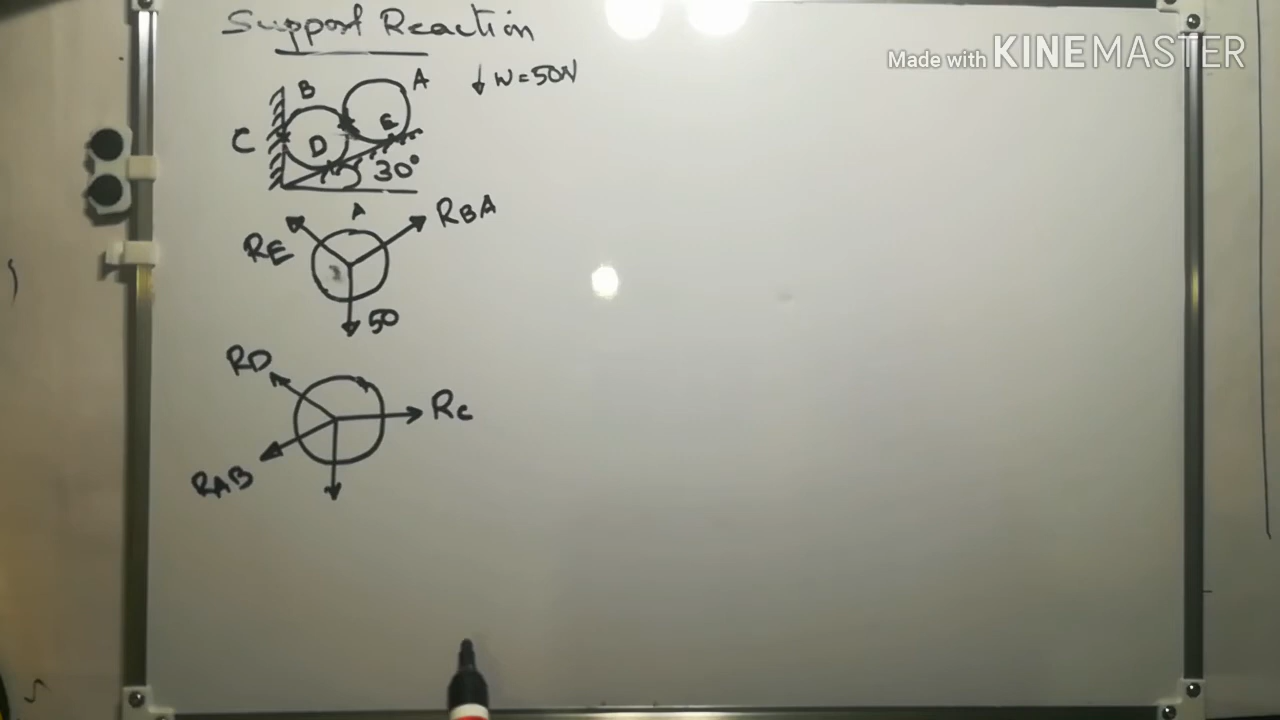 Support Reaction
Made with KINEMASTER
↓ W = 50N
B
A
C
D
E
30°
A
RE
RBA
50
RD
RC
RAB